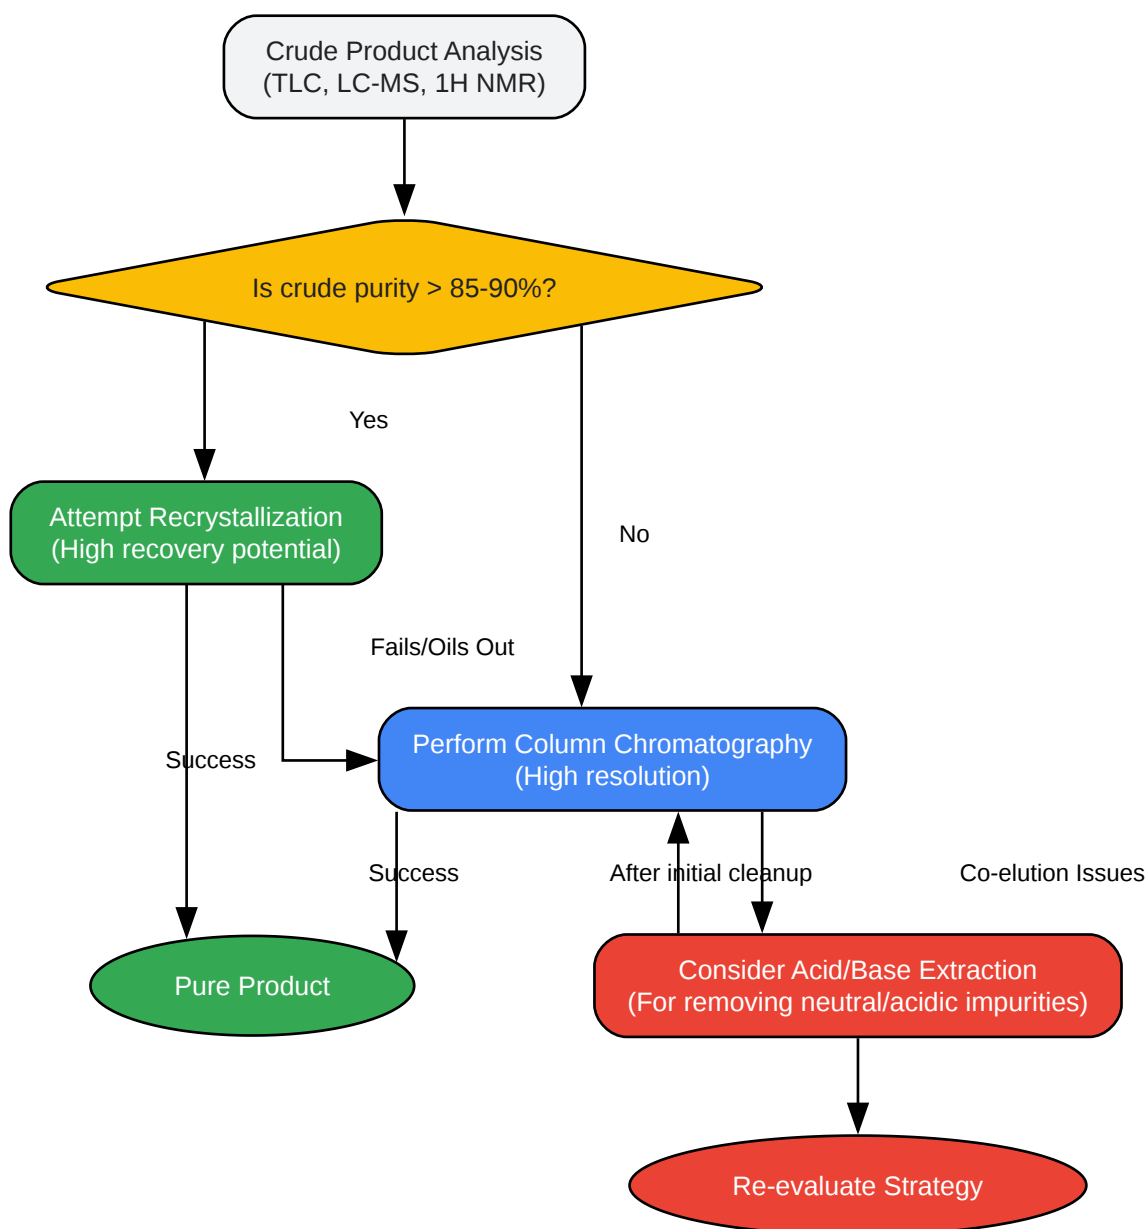 Crude Product Analysis
(TLC, LC-MS, 1H NMR)
Is crude purity > 85-90%?
Yes
Attempt Recrystallization
(High recovery potential)
No
Fails/Oils Out
Perform Column Chromatography
(High resolution)
Success
Success
After initial cleanup
Co-elution Issues
Consider Acid/Base Extraction
(For removing neutral/acidic impurities)
Pure Product
Re-evaluate Strategy